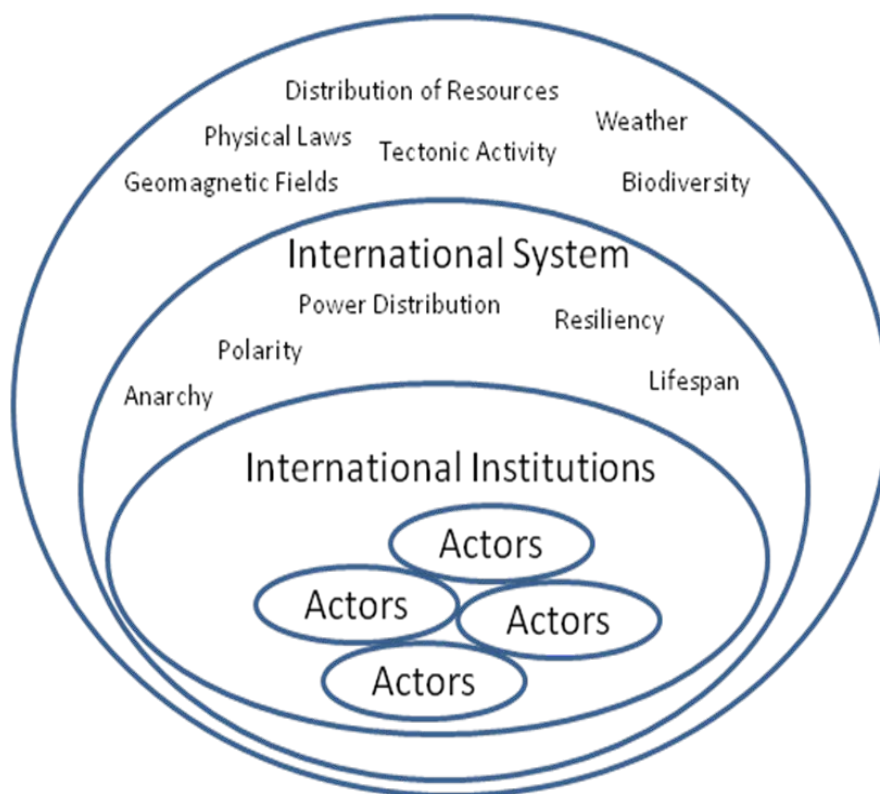 Distribution of Resources
Weather
Physical Laws
Tectonic Activity
Geomagnetic Fields
Biodiversity
International System
Power Distribution
Resiliency
Polarity
Lifespan
Anarchy
International Institutions
Actors
Actors
Actors
Actors